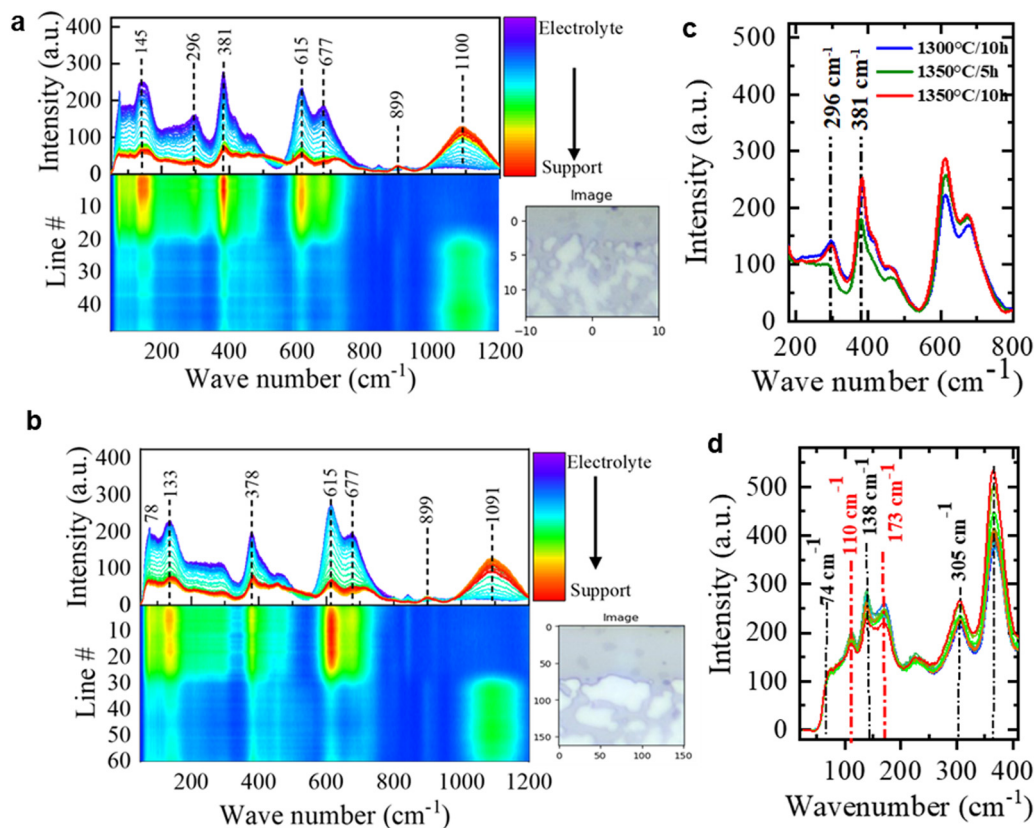 a
Intensity (a.u.)
400
300
200
100
0
145
296
381
615
677
899
1100
Electrolyte
Support
Line #
10
20
30
40
200 400 600 800 1000 1200
Wave number (cm-1)
Image
0
5
10
−10 0 10
b
Intensity (a.u.)
400
300
200
100
0
78
133
378
615
677
899
1091
Electrolyte
Support
Line #
10
20
30
40
50
60
200 400 600 800 1000 1200
Wave number (cm-1)
Image
0
50
100
150
0 50 100 150
c
Intensity (a.u.)
500
400
300
200
100
0
296 cm-1
381 cm-1
1300°C/10h
1350°C/5h
1350°C/10h
200 400 600 800
Wave number (cm-1)
d
Intensity (a.u.)
500
400
300
200
100
0
74 cm-1
110 cm-1
138 cm-1
173 cm-1
305 cm-1
100 200 300 400
Wavenumber (cm-1)